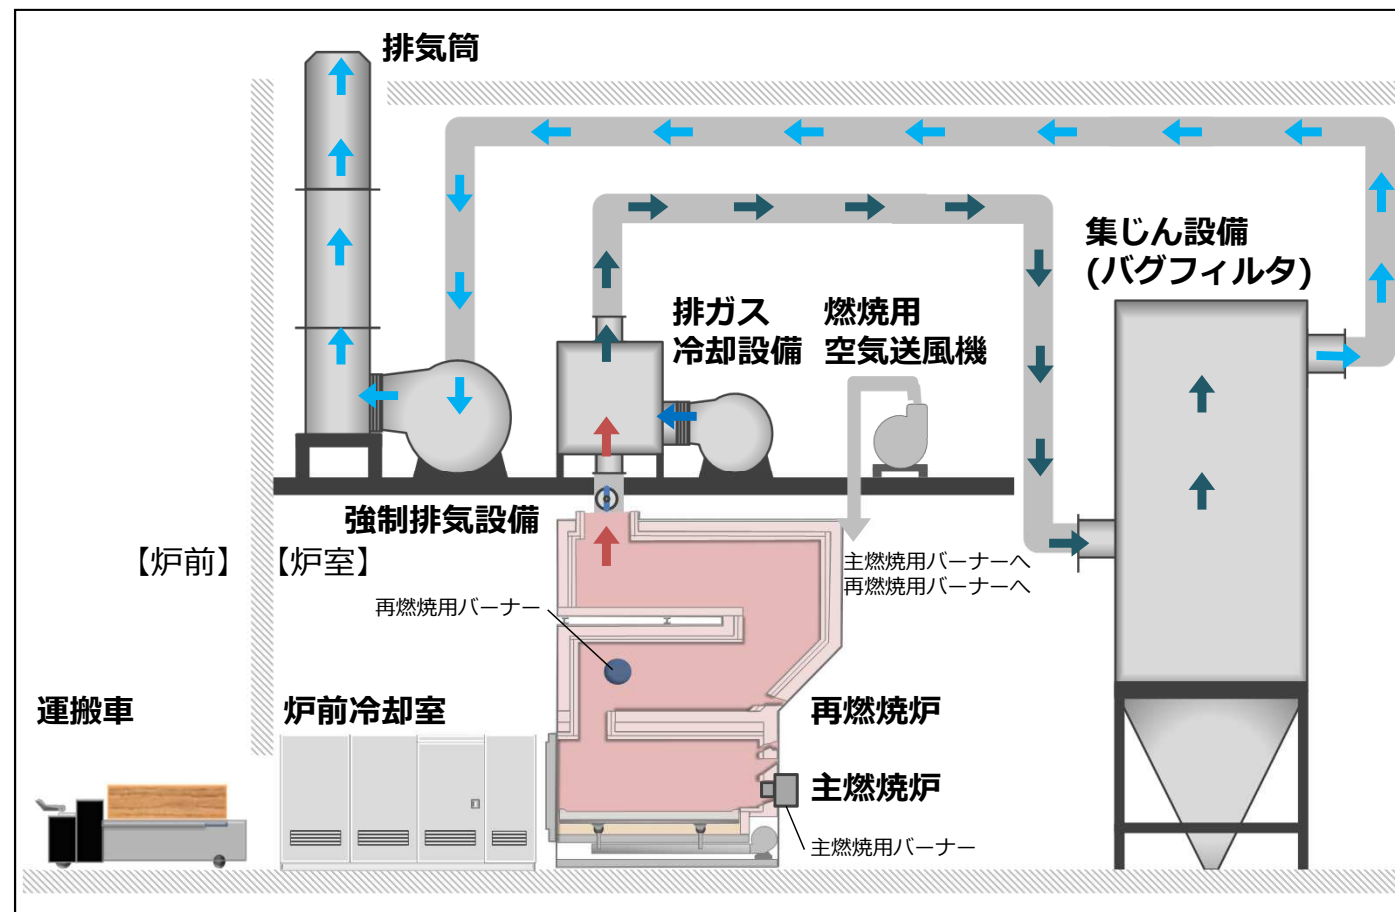 排気筒
集じん設備
(バグフィルタ)
排ガス
冷却設備
燃焼用
空気送風機
強制排気設備
【炉前】
【炉室】
主燃焼用バーナーへ
再燃焼用バーナーへ
再燃焼用バーナー
運搬車
炉前冷却室
再燃焼炉
主燃焼炉
主燃焼用バーナー